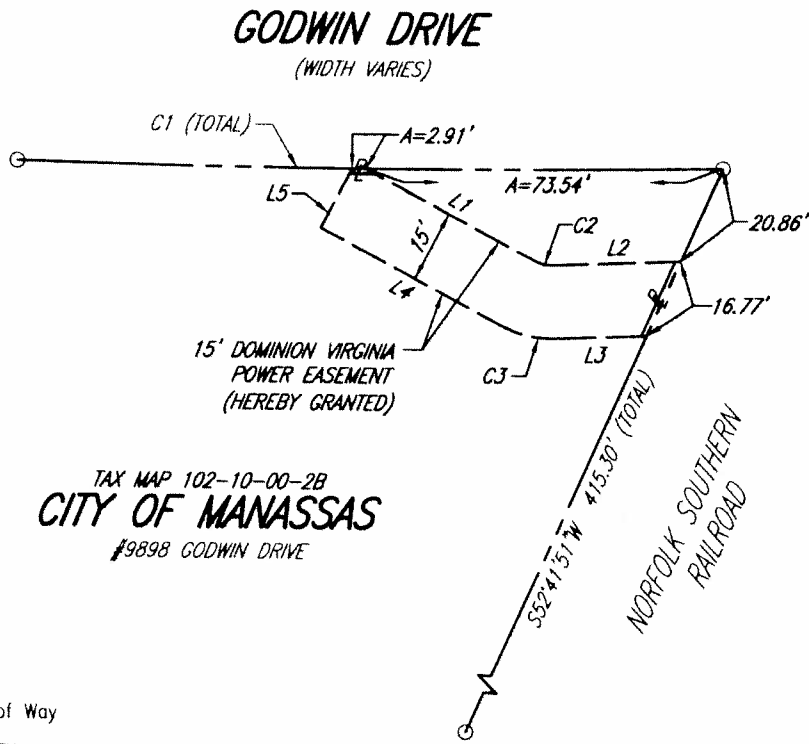 GODWIN DRIVE
(WIDTH VARIES)
C1 (TOTAL)
A=2.91'
A=73.54'
L5
L1
15'
C2
L2
20.86'
L4
16.77'
15' DOMINION VIRGINIA
POWER EASEMENT
(HEREBY GRANTED)
C3
L3
S52°41'51"W 415.30' (TOTAL)
NORFOLK SOUTHERN
RAILROAD
TAX MAP 102-10-00-2B
CITY OF MANASSAS
#9898 GODWIN DRIVE
of Way